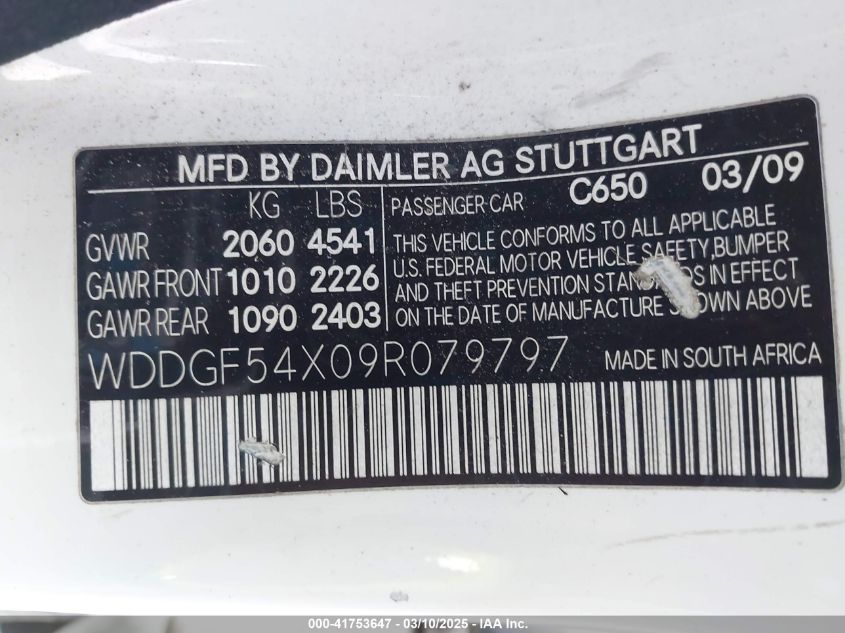 MFD BY DAIMLER AG STUTTGART
KG LBS
GVWR 2060 4541
GAWR FRONT 1010 2226
GAWR REAR 1090 2403
PASSENGER CAR C650 03/09
THIS VEHICLE CONFORMS TO ALL APPLICABLE
U.S. FEDERAL MOTOR VEHICLE SAFETY, BUMPER
AND THEFT PREVENTION IN EFFECT
ON THE DATE OF MANUFACTURE ABOVE
WDDGF54X09R079797 MADE IN SOUTH AFRICA
000-41753647 - 03/10/2025 - IAA Inc.